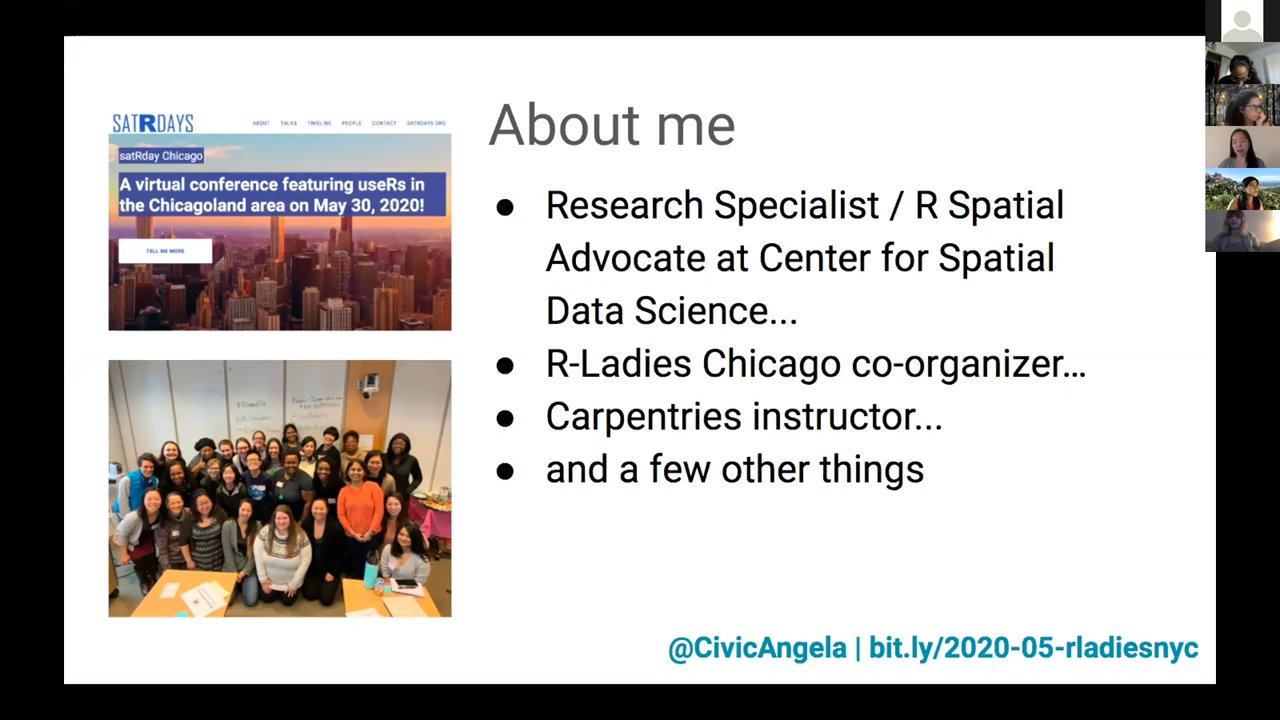 SATRDAYS
ABOUT TALKS TIMELINE PEOPLE CONTACT SATRDAYS.ORG
satRday Chicago
A virtual conference featuring useRs in
the Chicagoland area on May 30, 2020!
TELL ME MORE
About me
● Research Specialist / R Spatial
Advocate at Center for Spatial
Data Science...
● R-Ladies Chicago co-organizer...
● Carpentries instructor...
● and a few other things
@CivicAngela | bit.ly/2020-05-rladiesnyc